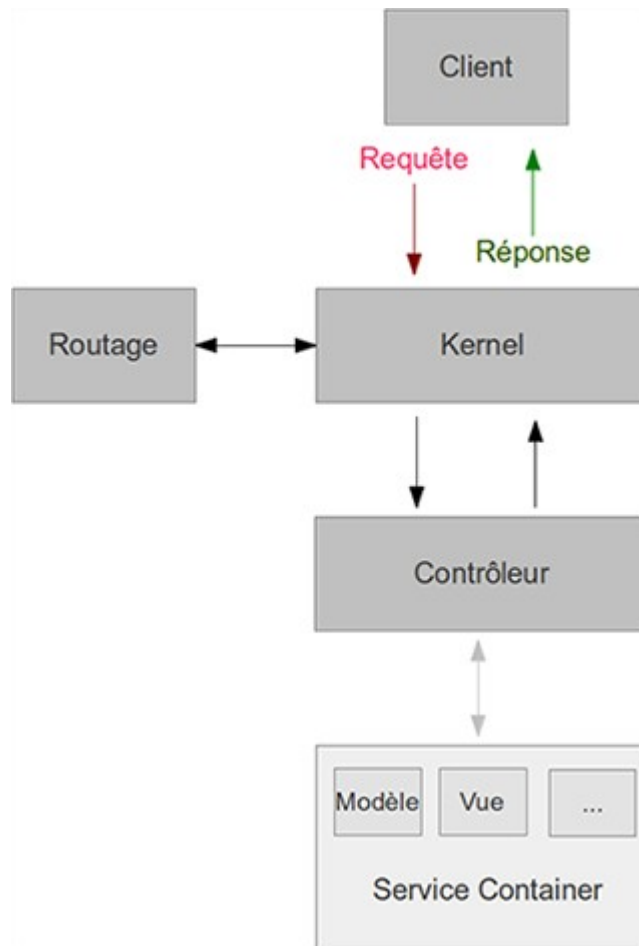 Client
Requête
Réponse
Routage
Kernel
Contrôleur
Modèle
Vue
...
Service Container